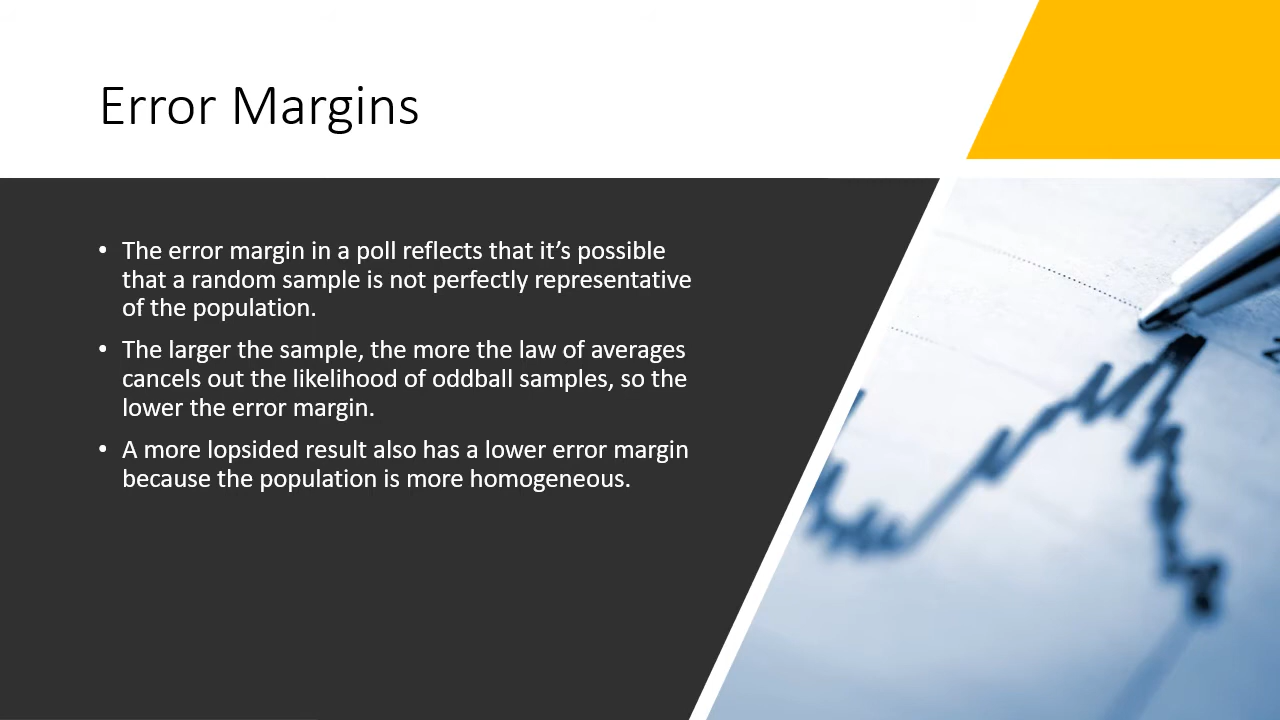 Error Margins
• The error margin in a poll reflects that it’s possible
that a random sample is not perfectly representative
of the population.
• The larger the sample, the more the law of averages
cancels out the likelihood of oddball samples, so the
lower the error margin.
• A more lopsided result also has a lower error margin
because the population is more homogeneous.